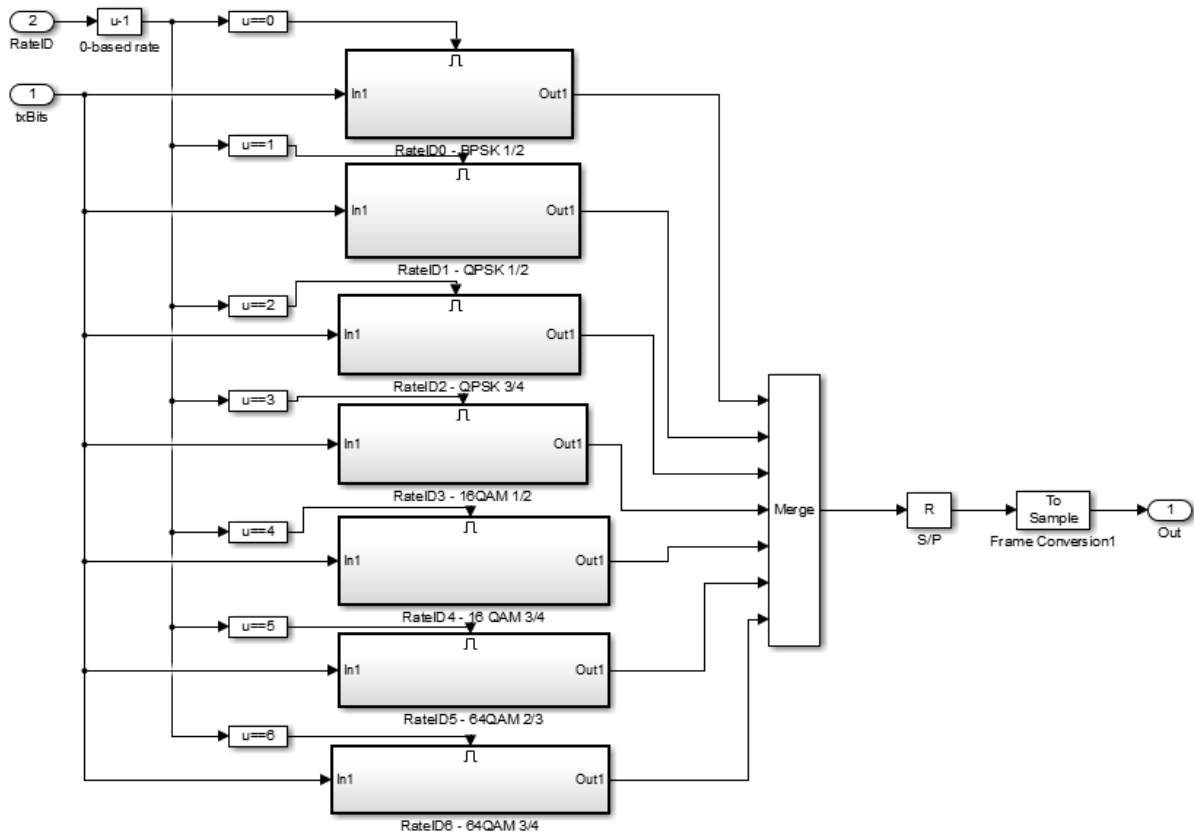 2
RateID
u-1
0-based rate
u==0
1
txBits
In1
Out1
RateID0 - BPSK 1/2
u==1
In1
Out1
RateID1 - QPSK 1/2
u==2
In1
Out1
RateID2 - QPSK 3/4
u==3
In1
Out1
RateID3 - 16QAM 1/2
u==4
In1
Out1
RateID4 - 16 QAM 3/4
u==5
In1
Out1
RateID5 - 64QAM 2/3
u==6
In1
Out1
RateID6 - 64QAM 3/4
Merge
R
S/P
To
Sample
Frame Conversion1
1
Out